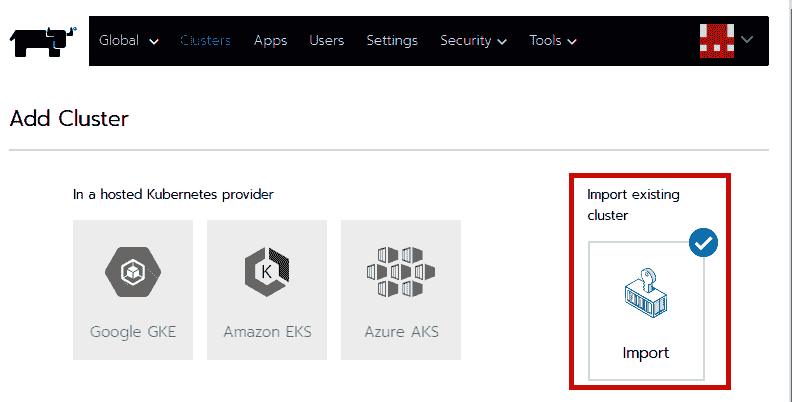 Global Clusters Apps Users Settings Security Tools
Add Cluster
In a hosted Kubernetes provider
Import existing
cluster
K
Google GKE Amazon EKS Azure AKS
Import